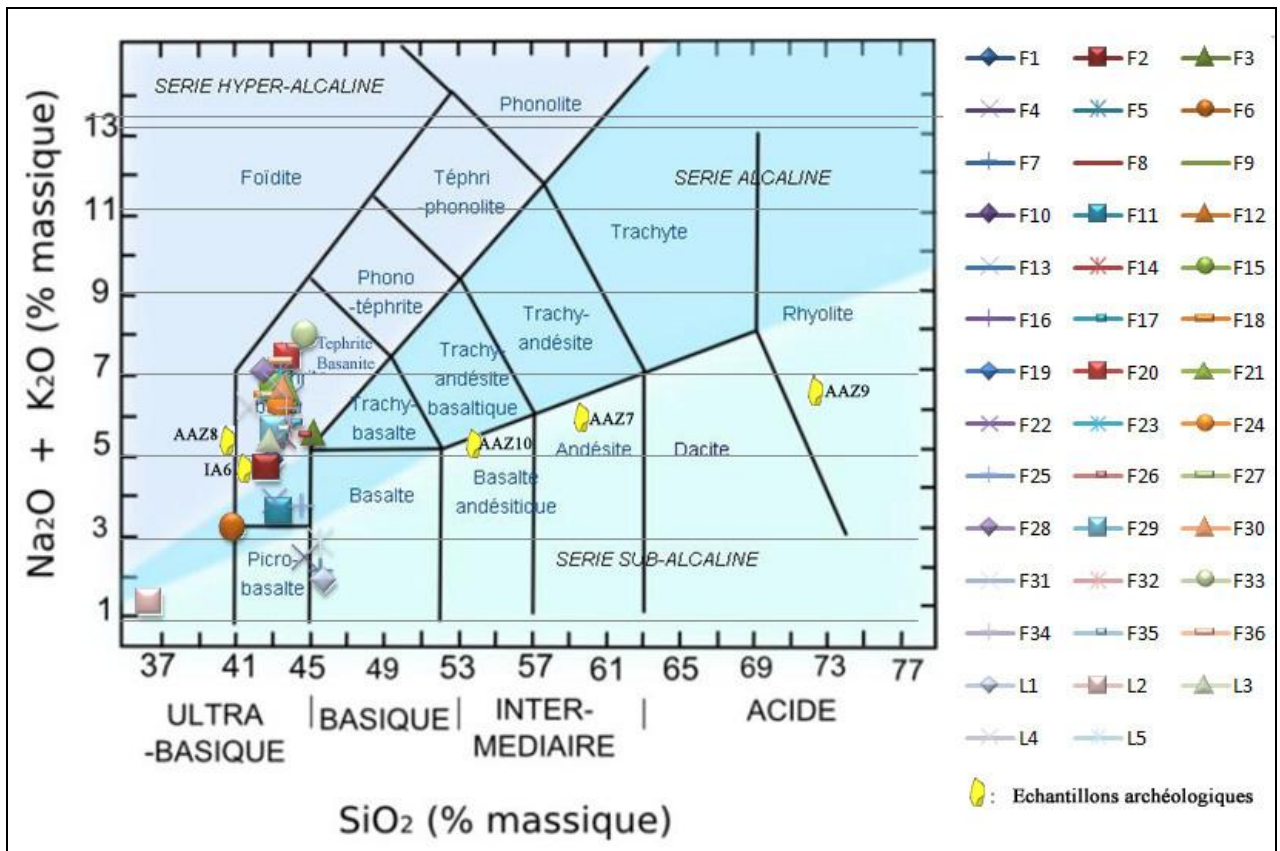 SERIE HYPER-ALCALINE
Phonolite
13
Foïdite
Téphri
-phonolite
SERIE ALCALINE
11
Trachyte
Phono
-téphrite
9
Trachy-
andésite
Rhyolite
Tephrite
Basanite
7
Trachy-
andésite
basaltique
Trachy-
basalte
AAZ9
AAZ7
AAZ8
AAZ10
5
Andésite
Dacite
IA6
Basalte
Basalte
andésitique
3
Picro-
basalte
SERIE SUB-ALCALINE
1
37 41 45 49 53 57 61 65 69 73 77
ULTRA
-BASIQUE
BASIQUE
INTER-
MEDIAIRE
ACIDE
SiO₂ (% massique)
Na₂O + K₂O (% massique)
F1 F2 F3
F4 F5 F6
F7 F8 F9
F10 F11 F12
F13 F14 F15
F16 F17 F18
F19 F20 F21
F22 F23 F24
F25 F26 F27
F28 F29 F30
F31 F32 F33
F34 F35 F36
L1 L2 L3
L4 L5
: Echantillons archéologiques